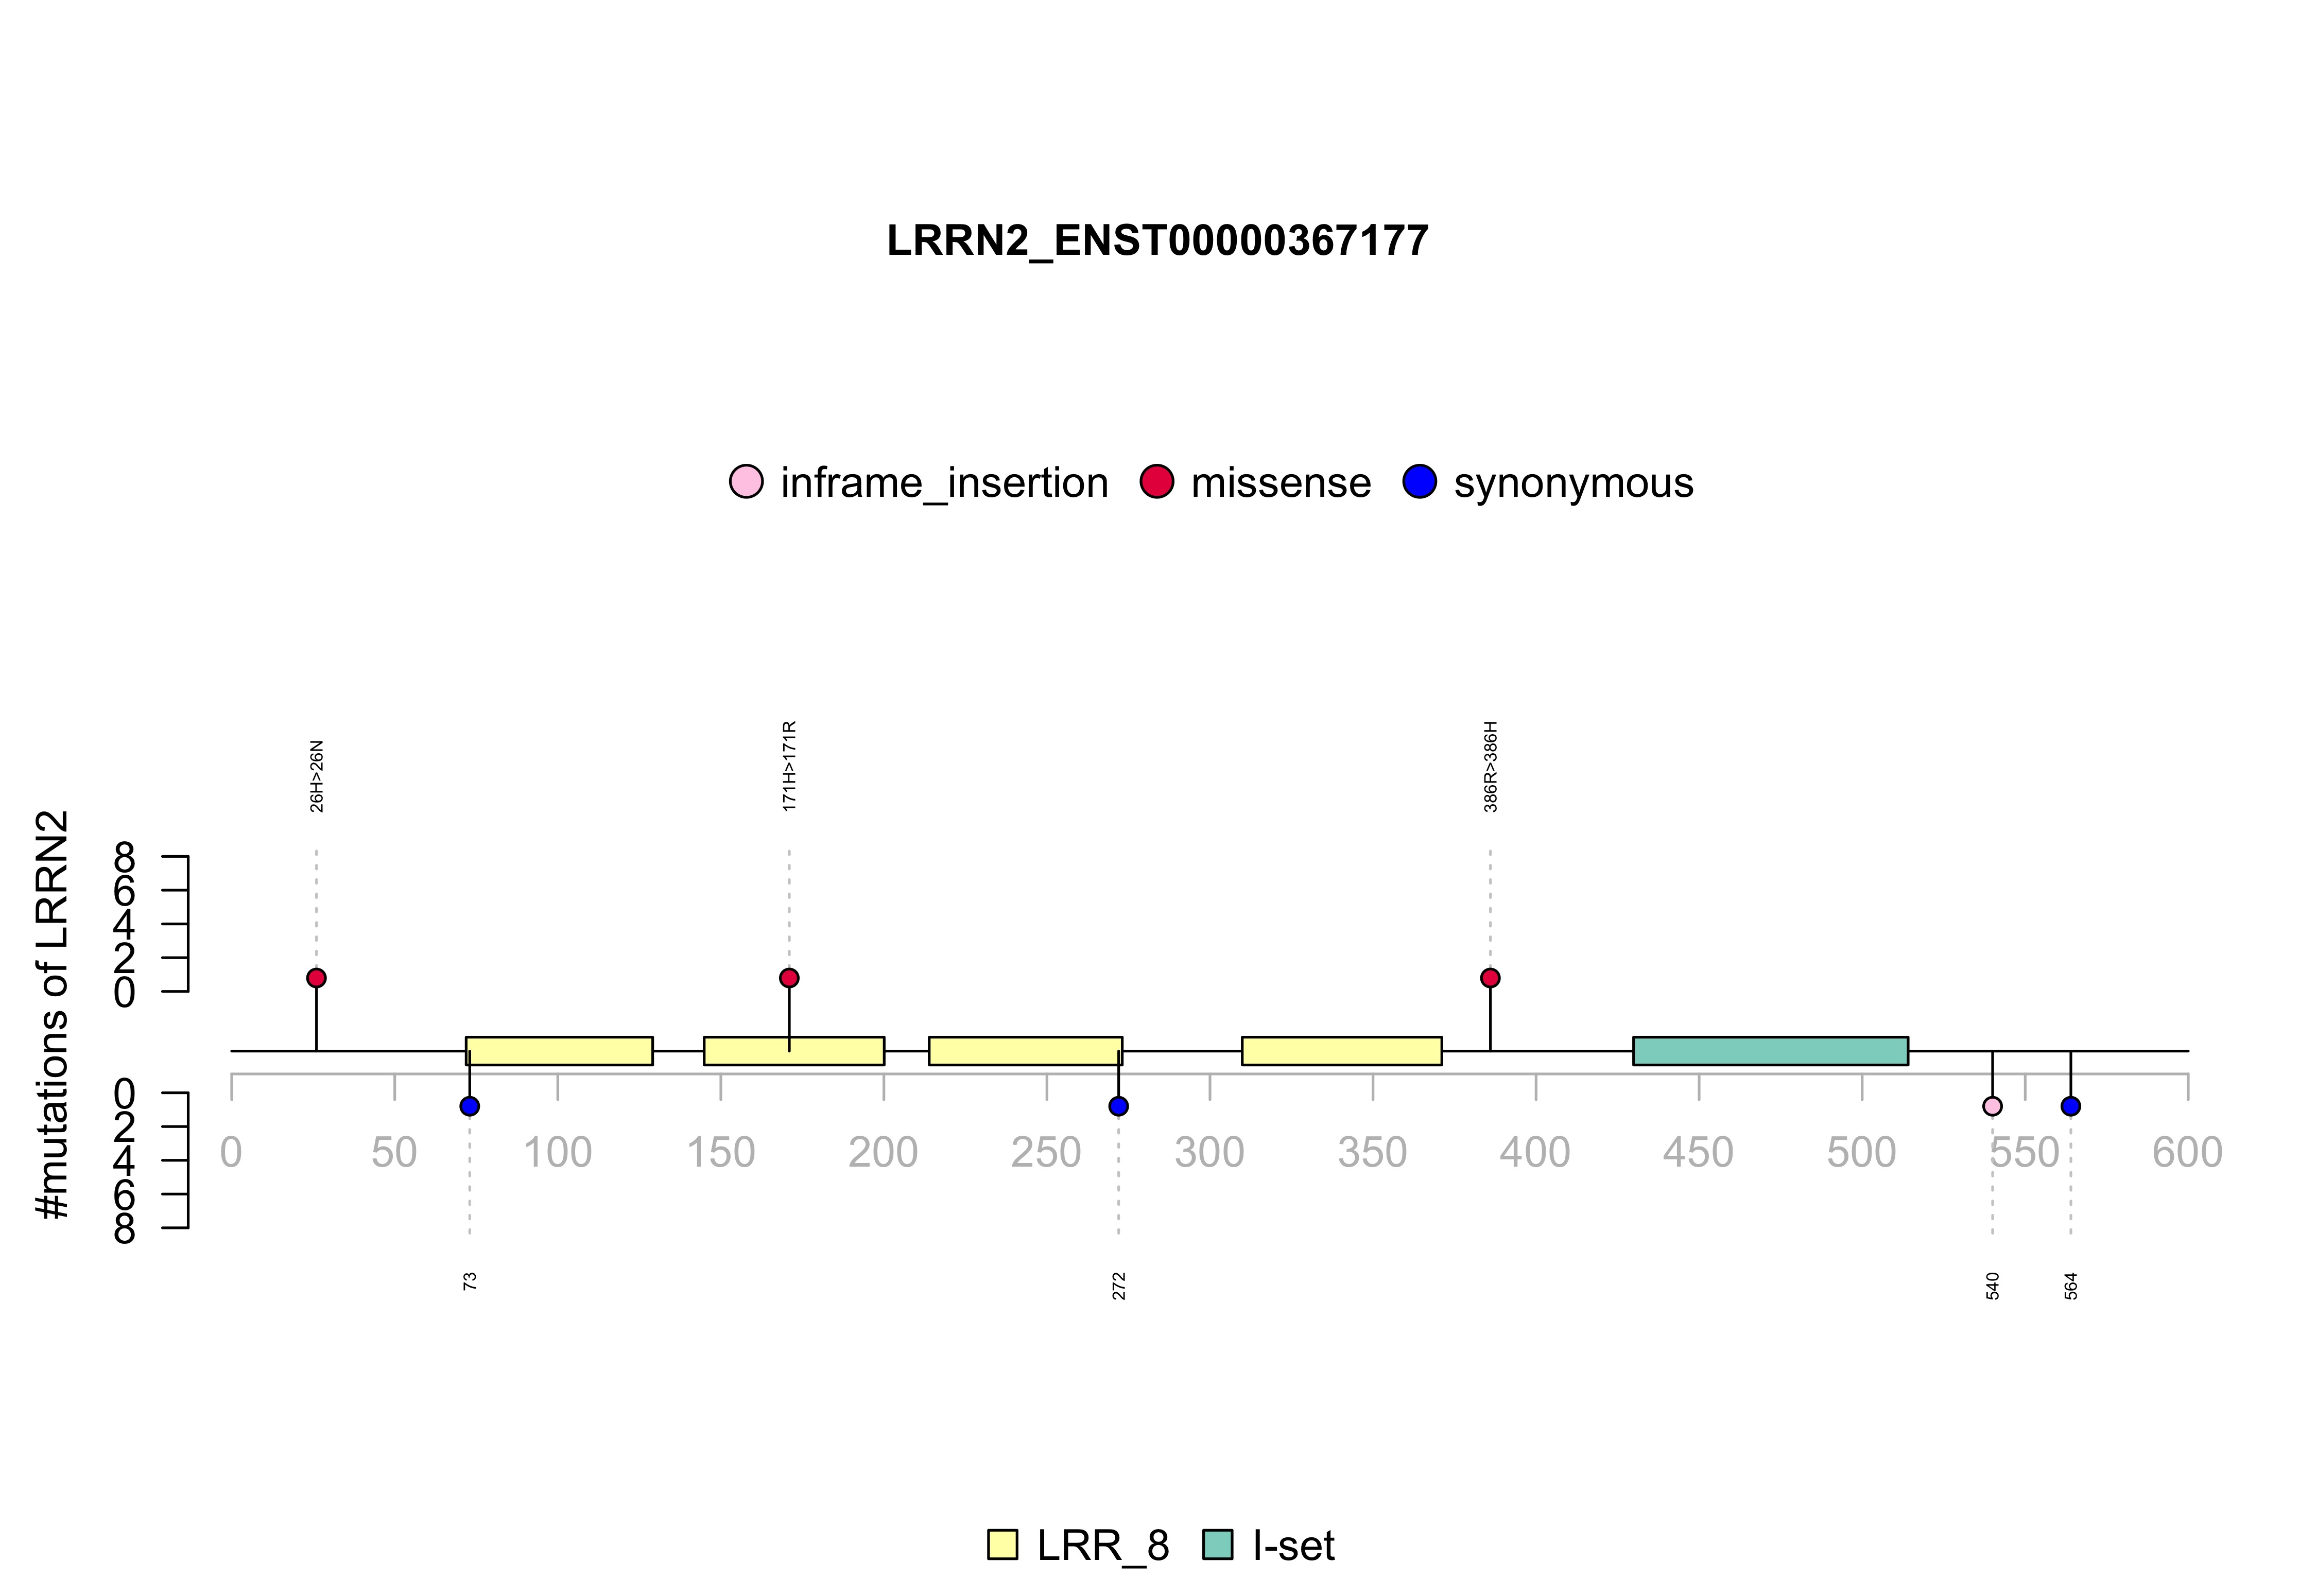 LRRN2_ENST00000367177
inframe_insertion missense synonymous
26H>26N 171H>171R 386R>386H
#mutations of LRRN2
8
6
4
2
0
0
2
4
6
8
0 50 100 150 200 250 300 350 400 450 500 550 600
73 272 540 564
LRR_8 I-set